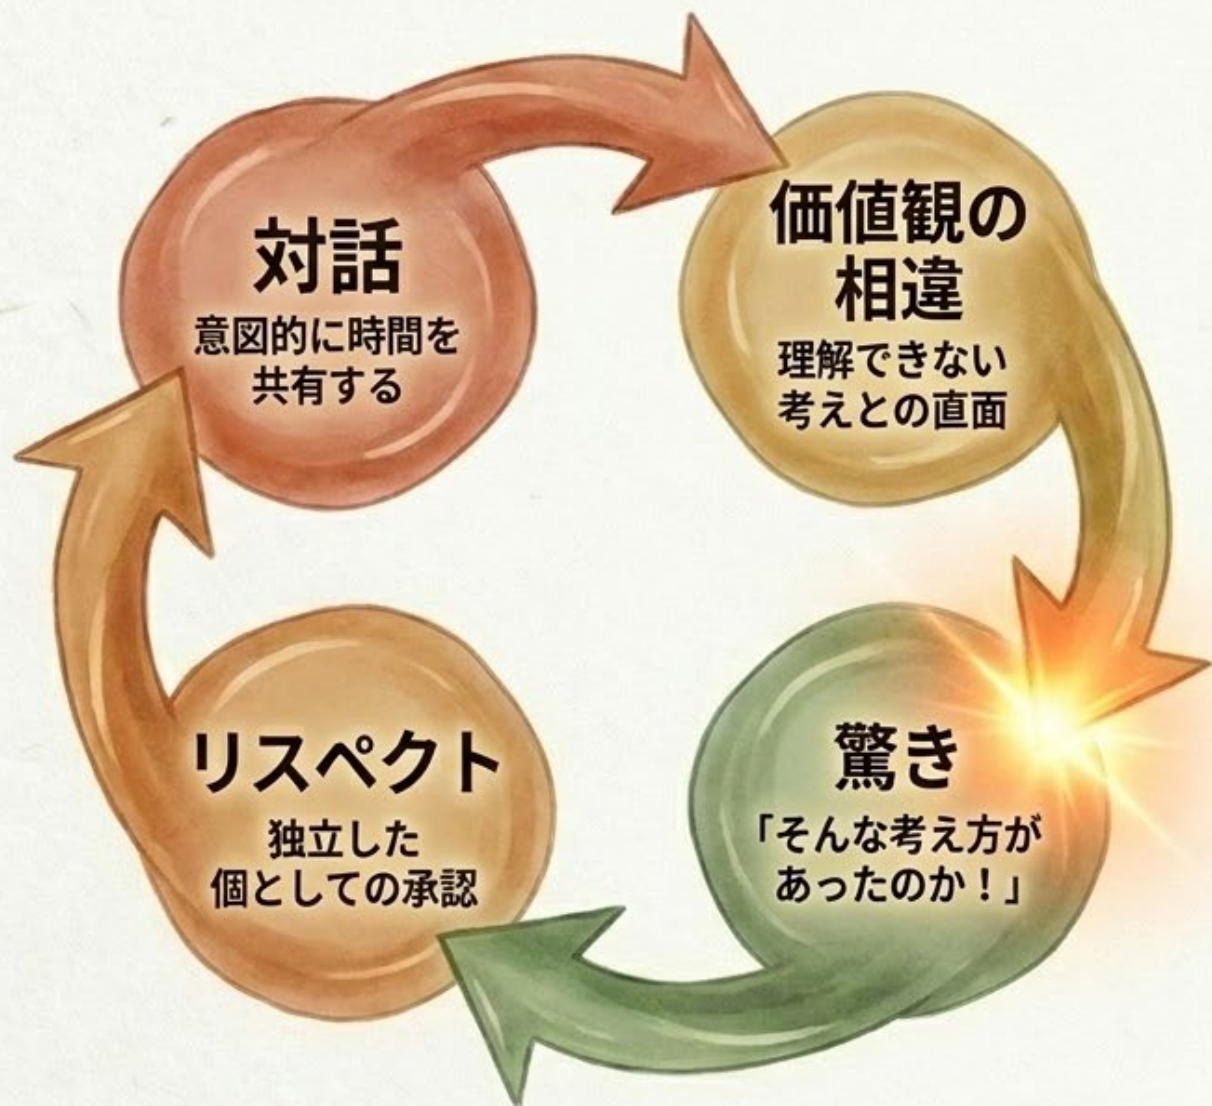 対話
意図的に時間を
共有する
価値観の
相違
理解できない
考えとの直面
驚き
「そんな考え方が
あったのか！」
リスペクト
独立した
個としての承認